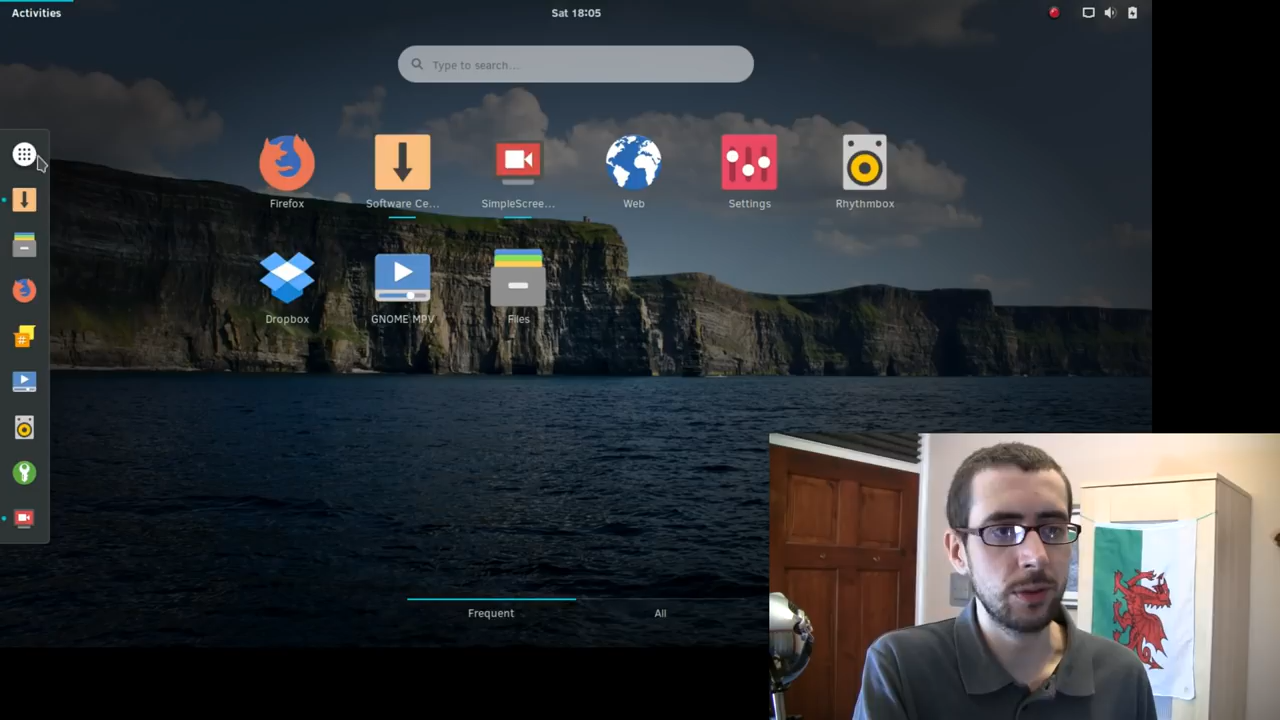 Activities
Sat 18:05
Type to search...
Firefox
Software Ce...
SimpleScree...
Web
Settings
Rhythmbox
Dropbox
GNOME MPV
Files
Frequent
All